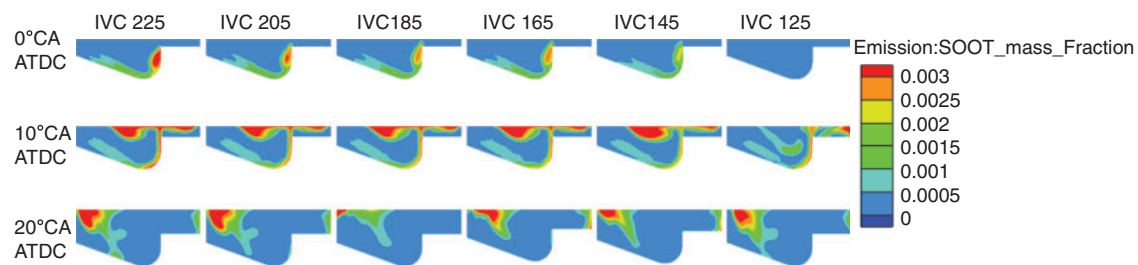 IVC 225 IVC 205 IVC185 IVC 165 IVC145 IVC 125
0°CA
ATDC
10°CA
ATDC
20°CA
ATDC
Emission:SOOT_mass_Fraction
0.003
0.0025
0.002
0.0015
0.001
0.0005
0